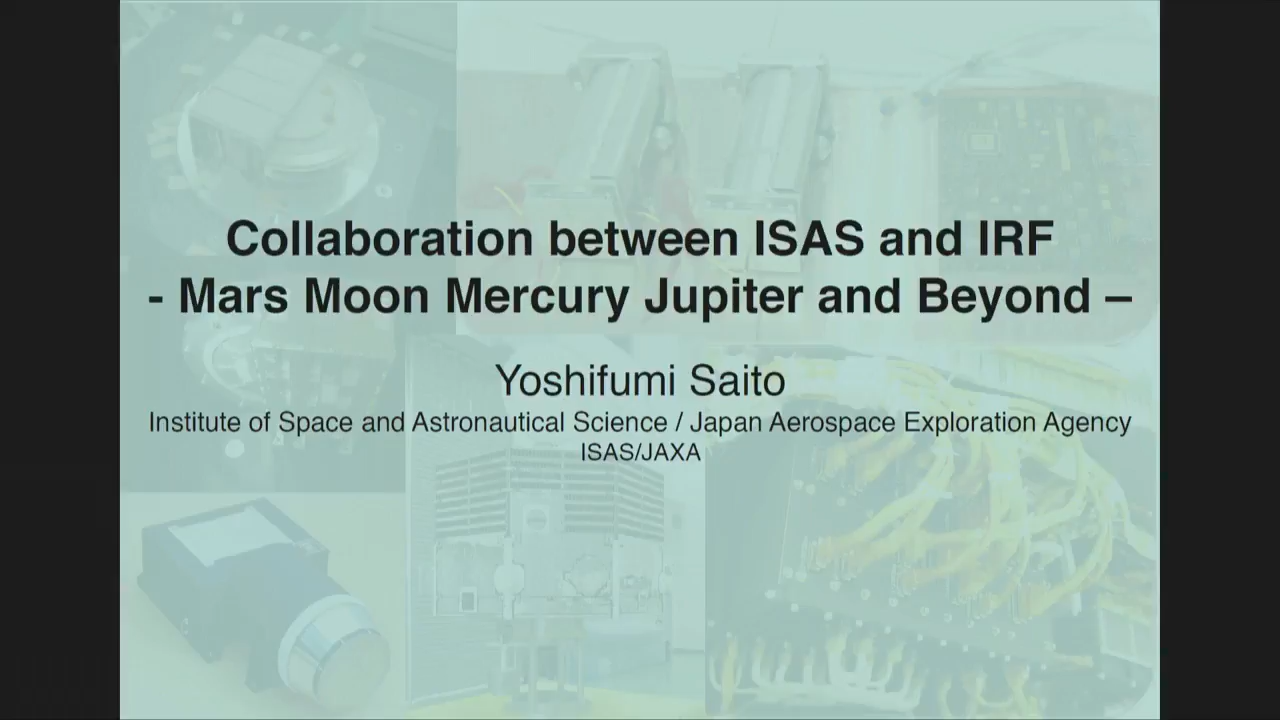 Collaboration between ISAS and IRF
- Mars Moon Mercury Jupiter and Beyond –
Yoshifumi Saito
Institute of Space and Astronautical Science / Japan Aerospace Exploration Agency
ISAS/JAXA